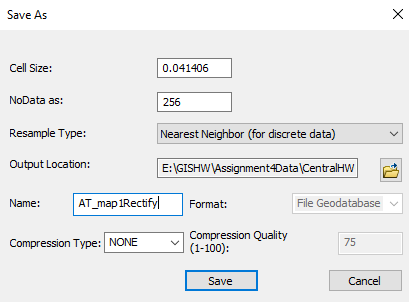 Save As
Cell Size: 0.041406
NoData as: 256
Resample Type: Nearest Neighbor (for discrete data)
Output Location: E:\GISHW\Assignment4Data\CentralHW
Name: AT_map1Rectify Format: File Geodatabase
Compression Type: NONE Compression Quality (1-100): 75
Save Cancel